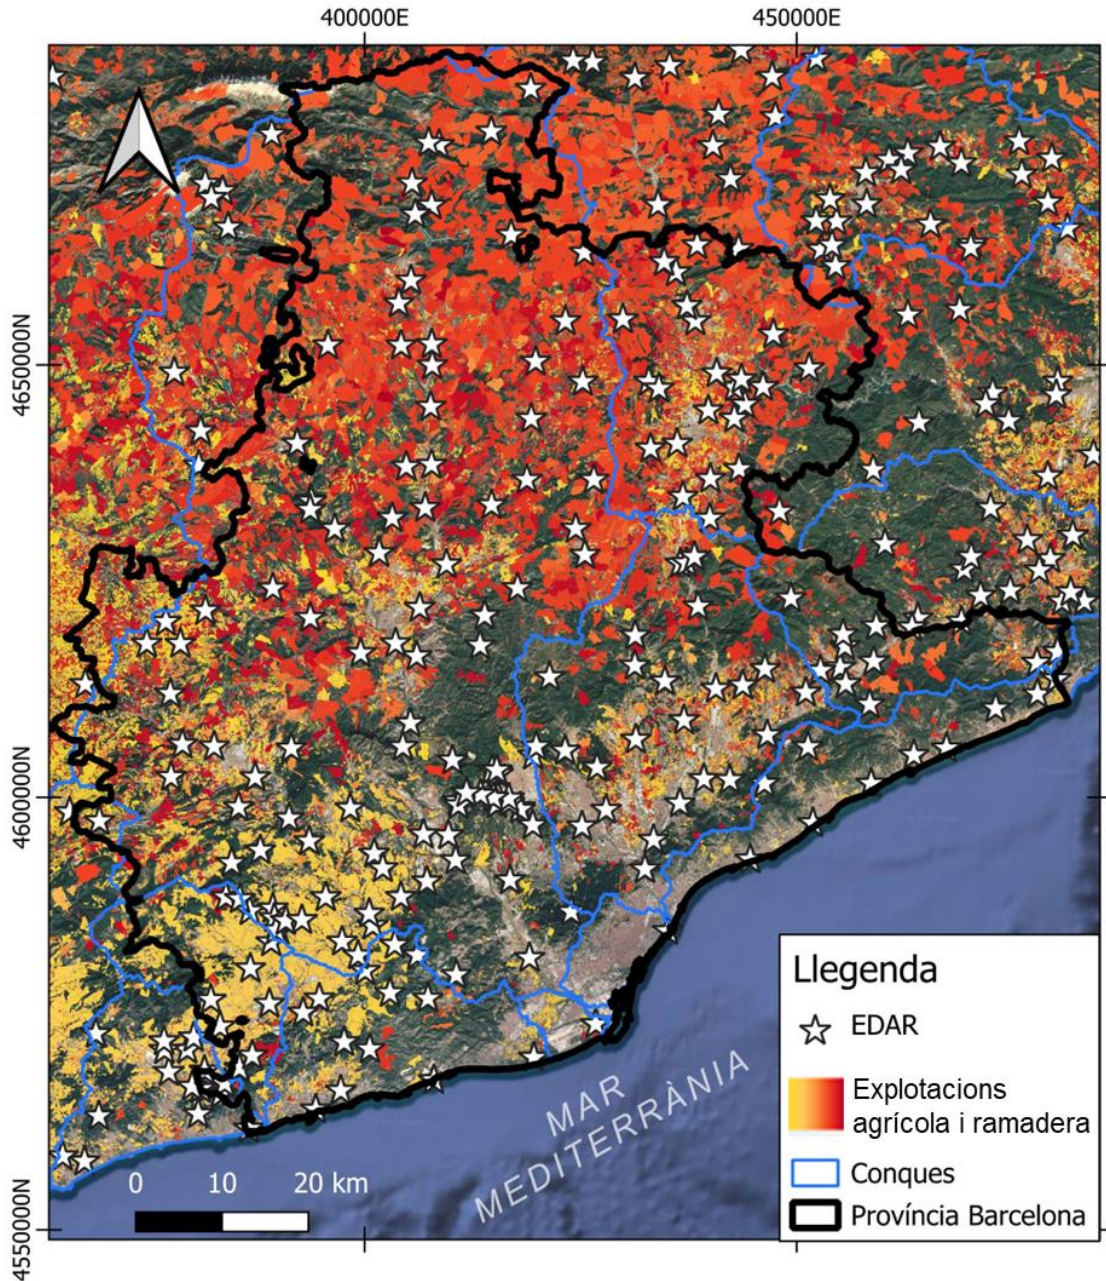 400000E
450000E
4650000N
4600000N
4550000N
MAR
MEDITERRÀNIA
0
10
20 km
Llegenda
EDAR
Explotacions
agrícola i ramadera
Conques
Província Barcelona